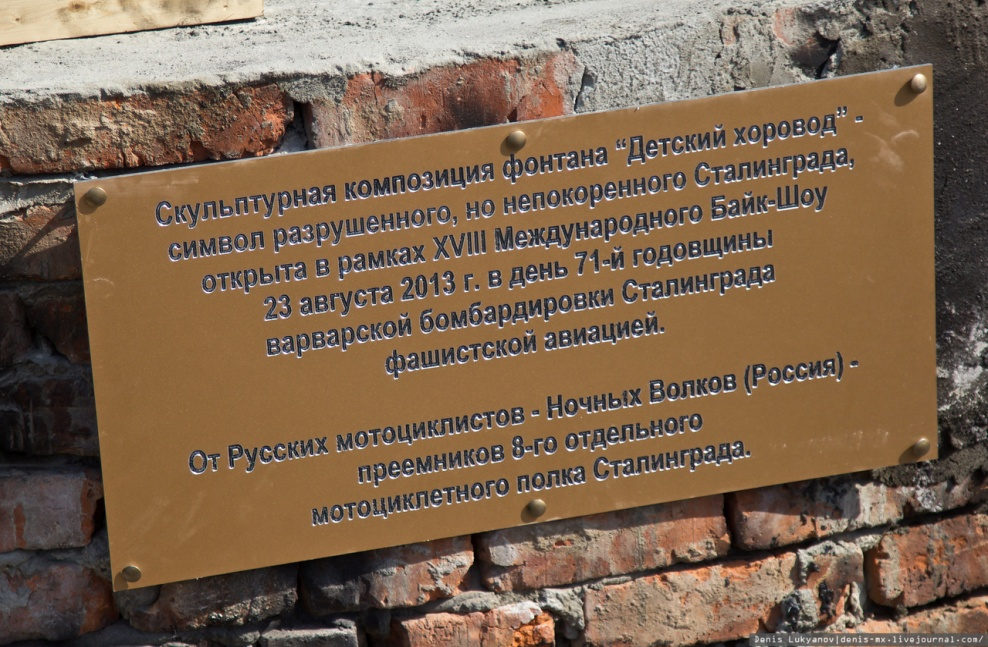 Скульптурная композиция фонтана “Детский хоровод” -
символ разрушенного, но непокоренного Сталинграда,
открыта в рамках XVIII Международного Байк-Шоу
23 августа 2013 г. в день 71-й годовщины
варварской бомбардировки Сталинграда
фашистской авиацией.
От Русских мотоциклистов - Ночных Волков (Россия) -
преемников 8-го отдельного
мотоциклетного полка Сталинграда.
Denis Lukyanov|denis-mx.livejournal.com/